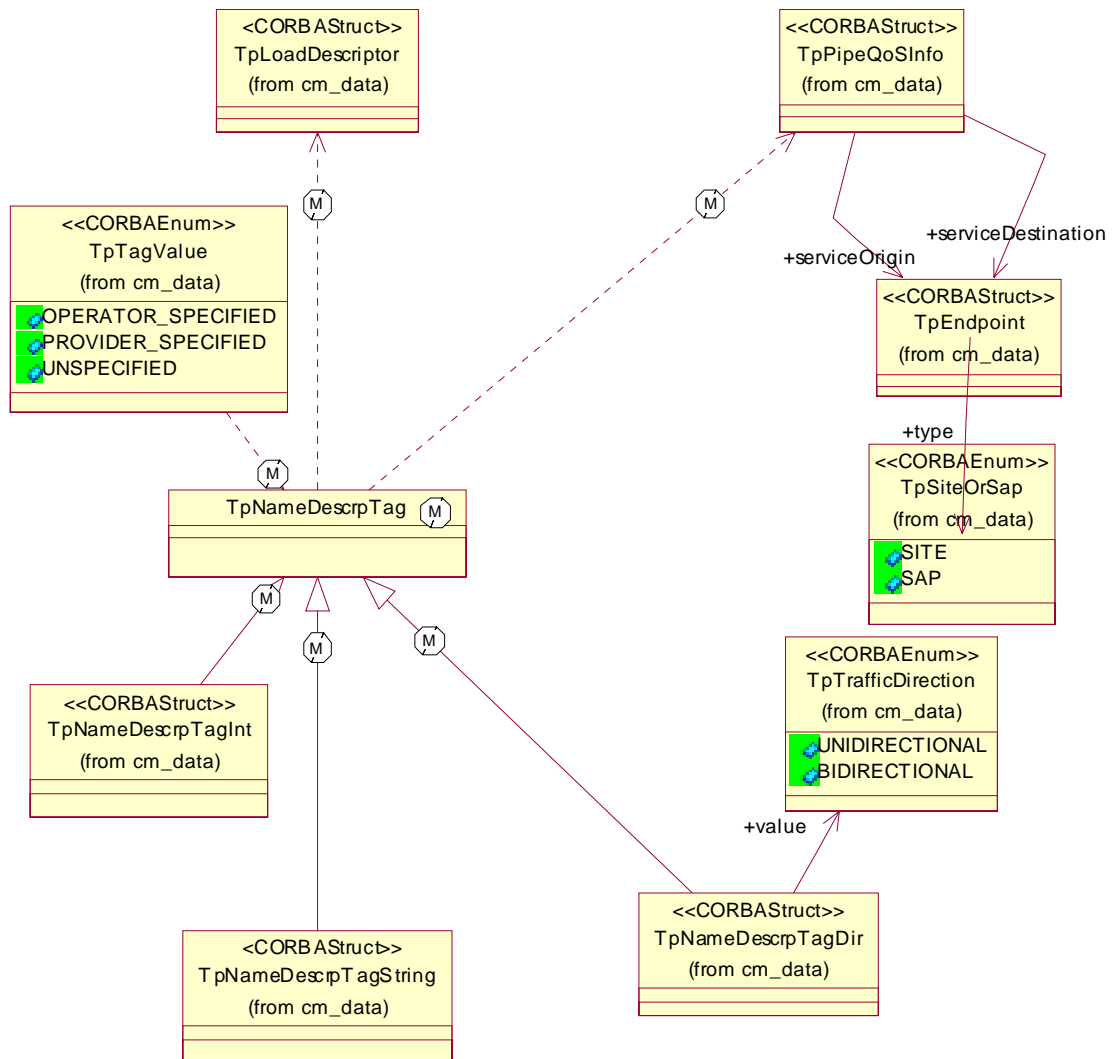 <CORBAStruct>>
TpLoadDescriptor
(from cm_data)
<<CORBAStruct>>
TpPipeQoSInfo
(from cm_data)
M
M
<<CORBAEnum>>
TpTagValue
(from cm_data)
OPERATOR_SPECIFIED
PROVIDER_SPECIFIED
UNSPECIFIED
+serviceDestination
+serviceOrigin
<<CORBAStruct>>
TpEndpoint
(from cm_data)
+type
<<CORBAEnum>>
TpSiteOrSap
(from cm_data)
SITE
SAP
M
TpNameDescrpTag
M
M
M
M
<<CORBAEnum>>
TpTrafficDirection
(from cm_data)
UNIDIRECTIONAL
BIDIRECTIONAL
<<CORBAStruct>>
TpNameDescrpTagInt
(from cm_data)
+value
<<CORBAStruct>>
TpNameDescrpTagDir
(from cm_data)
<CORBAStruct>>
TpNameDescrpTagString
(from cm_data)